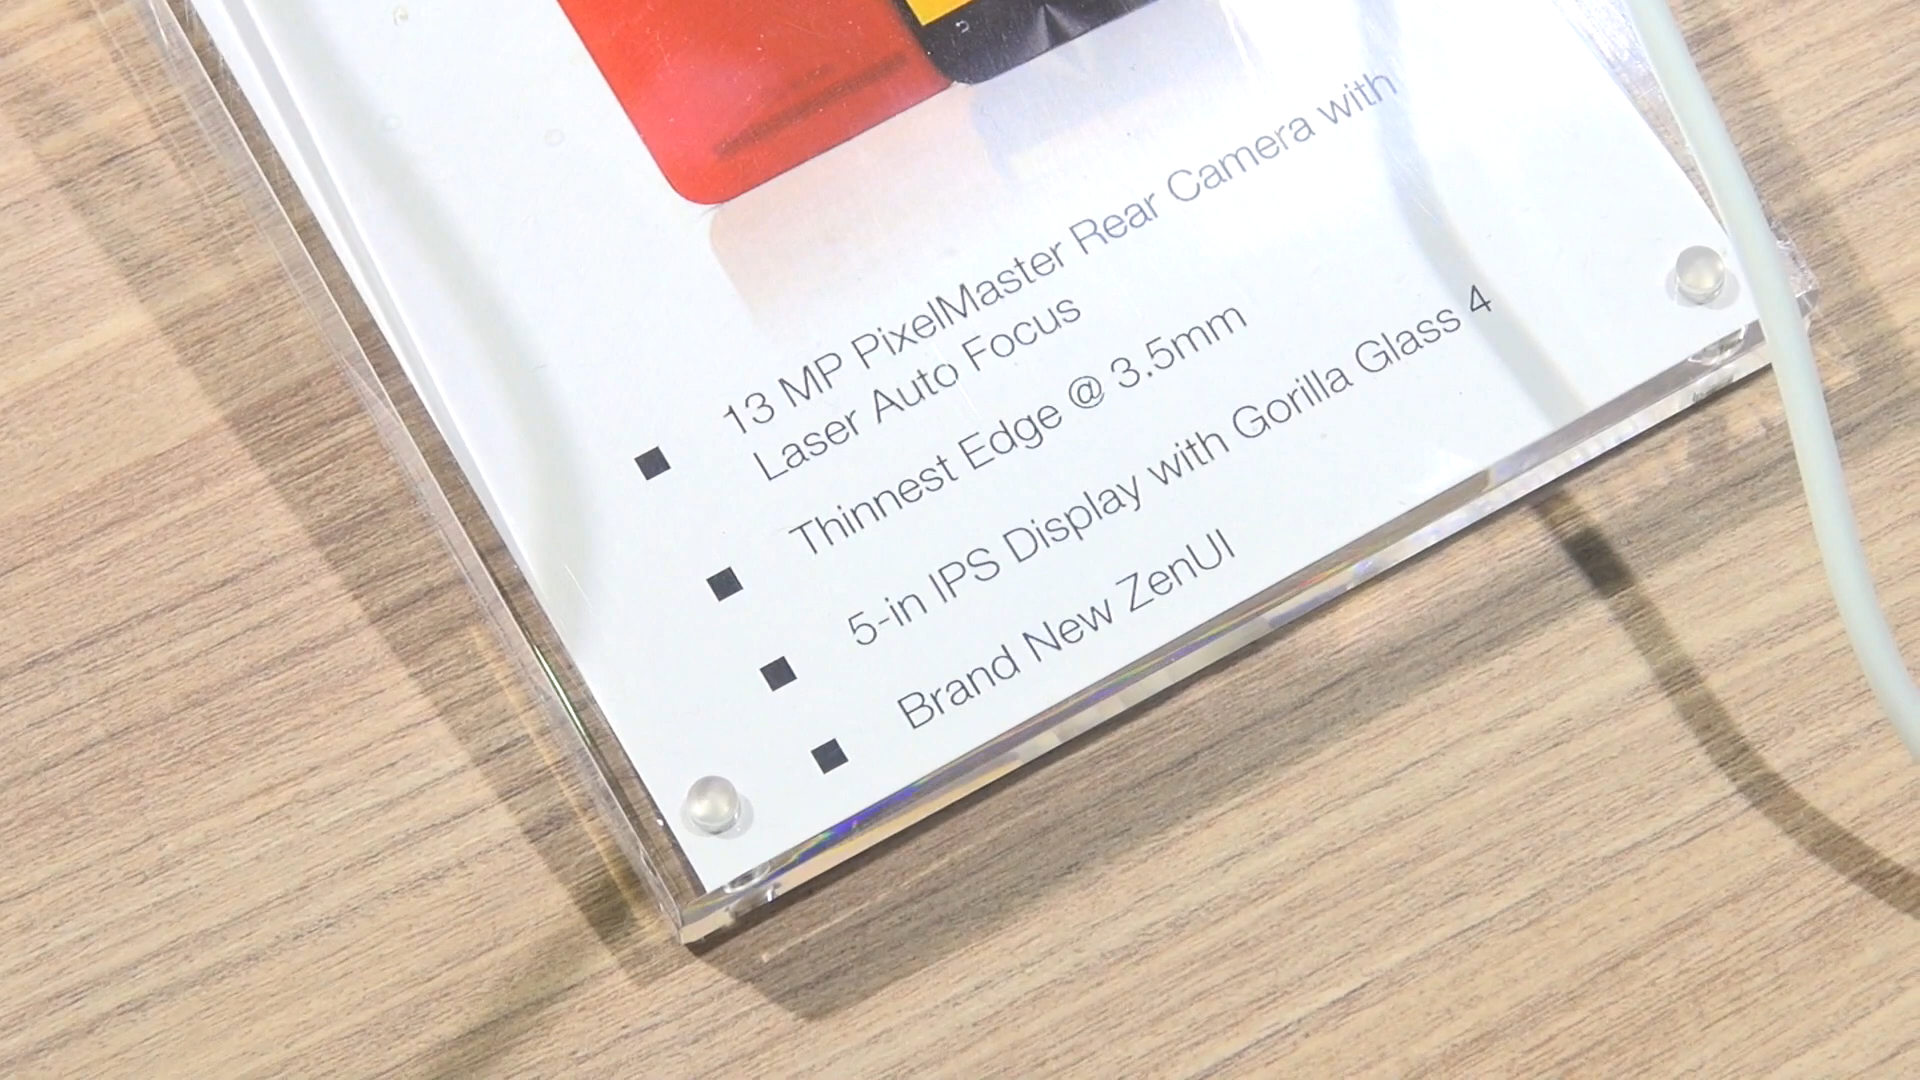 13 MP PixelMaster Rear Camera with
Laser Auto Focus
Thinnest Edge @ 3.5mm
5-in IPS Display with Gorilla Glass 4
Brand New ZenUI